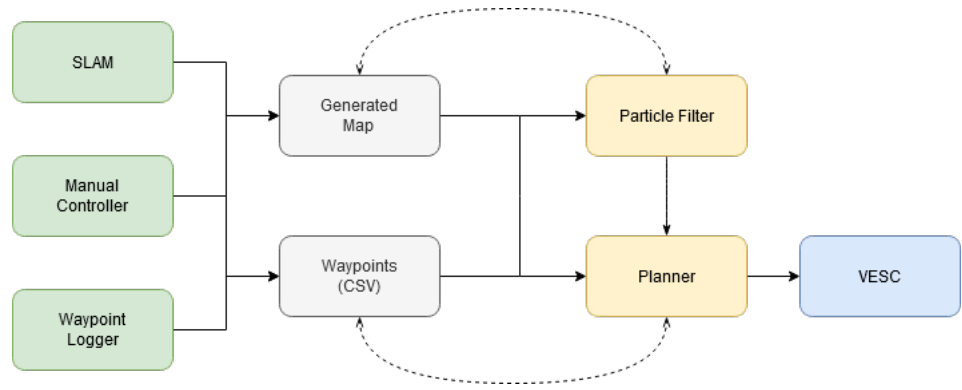 SLAM
Generated
Map
Particle Filter
Manual
Controller
Waypoints
(CSV)
Planner
VESC
Waypoint
Logger